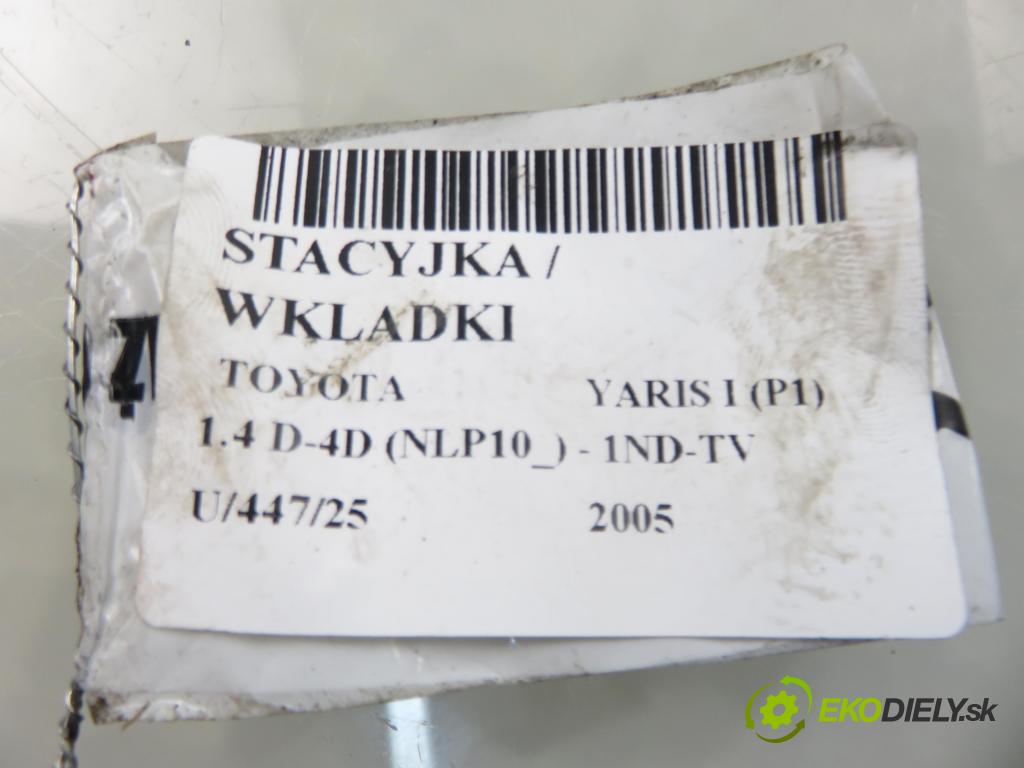 STACYJKA /
WKLADKI
TOYOTA YARIS I (P1)
1.4 D-4D (NLP10_) - 1ND-TV
U/447/25 2005
EKODIELY.sk